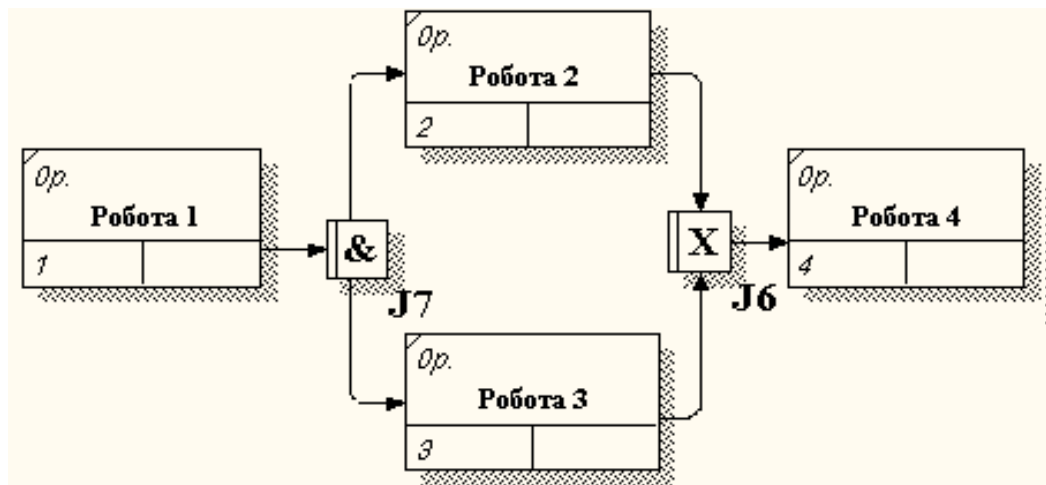 0р.
Робота 2
2
0р.
Робота 1
1
&
J7
X
J6
0р.
Робота 4
4
0р.
Робота 3
3